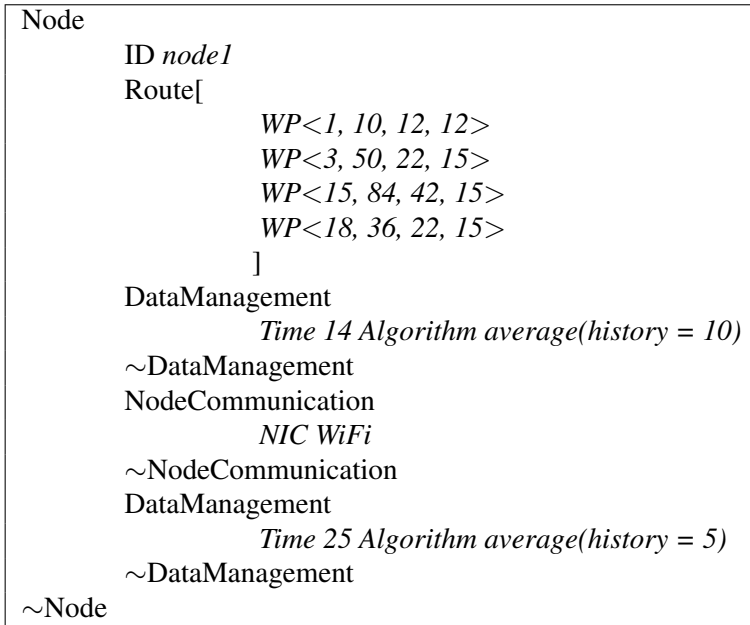 Node
ID node1
Route[
WP<1, 10, 12, 12>
WP<3, 50, 22, 15>
WP<15, 84, 42, 15>
WP<18, 36, 22, 15>
]
DataManagement
Time 14 Algorithm average(history = 10)
∼DataManagement
NodeCommunication
NIC WiFi
∼NodeCommunication
DataManagement
Time 25 Algorithm average(history = 5)
∼DataManagement
∼Node